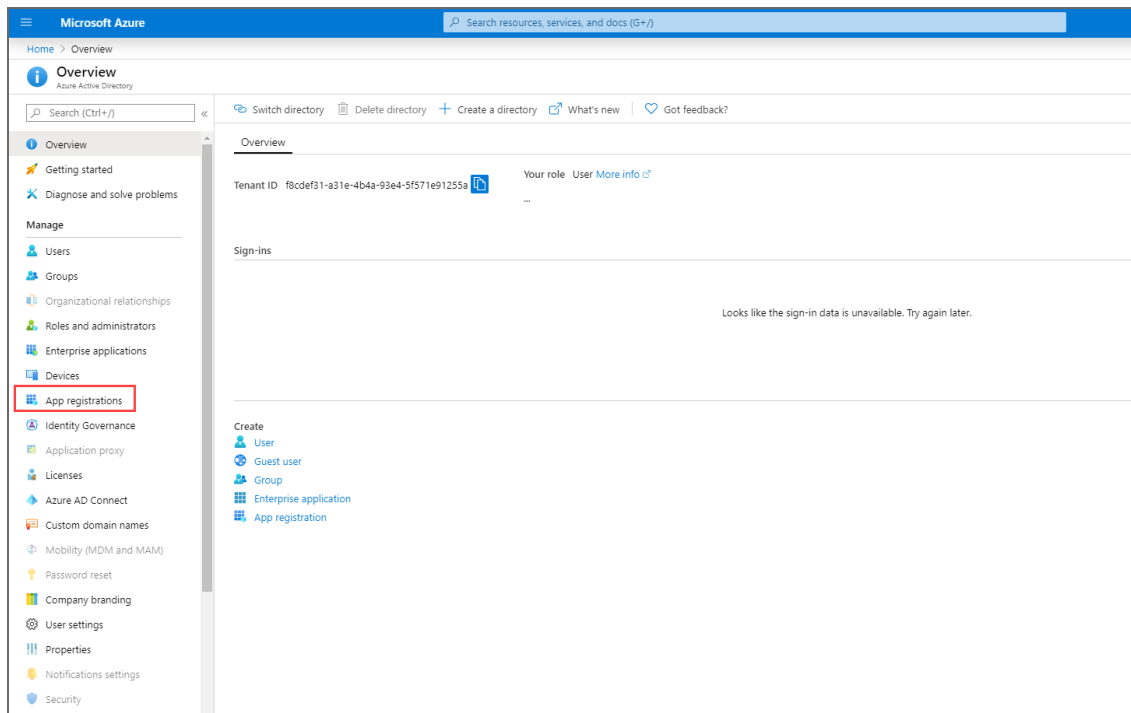 Microsoft Azure
Search resources, services, and docs (G+/)
Home > Overview
Overview
Azure Active Directory
Search (Ctrl+/)
«
Switch directory
Delete directory
Create a directory
What's new
Got feedback?
Overview
Getting started
Diagnose and solve problems
Manage
Users
Groups
Organizational relationships
Roles and administrators
Enterprise applications
Devices
App registrations
Identity Governance
Application proxy
Licenses
Azure AD Connect
Custom domain names
Mobility (MDM and MAM)
Password reset
Company branding
User settings
Properties
Notifications settings
Security
Overview
Tenant ID f8cdef31-a31e-4b4a-93e4-5f571e91255a
Your role User More info
...
Sign-ins
Looks like the sign-in data is unavailable. Try again later.
Create
User
Guest user
Group
Enterprise application
App registration